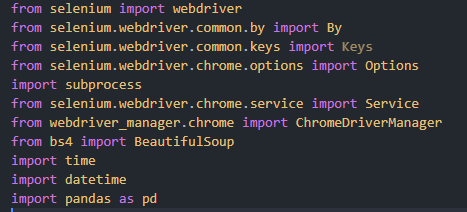 from selenium import webdriver
from selenium.webdriver.common.by import By
from selenium.webdriver.common.keys import Keys
from selenium.webdriver.chrome.options import Options
import subprocess
from selenium.webdriver.chrome.service import Service
from webdriver_manager.chrome import ChromeDriverManager
from bs4 import BeautifulSoup
import time
import datetime
import pandas as pd